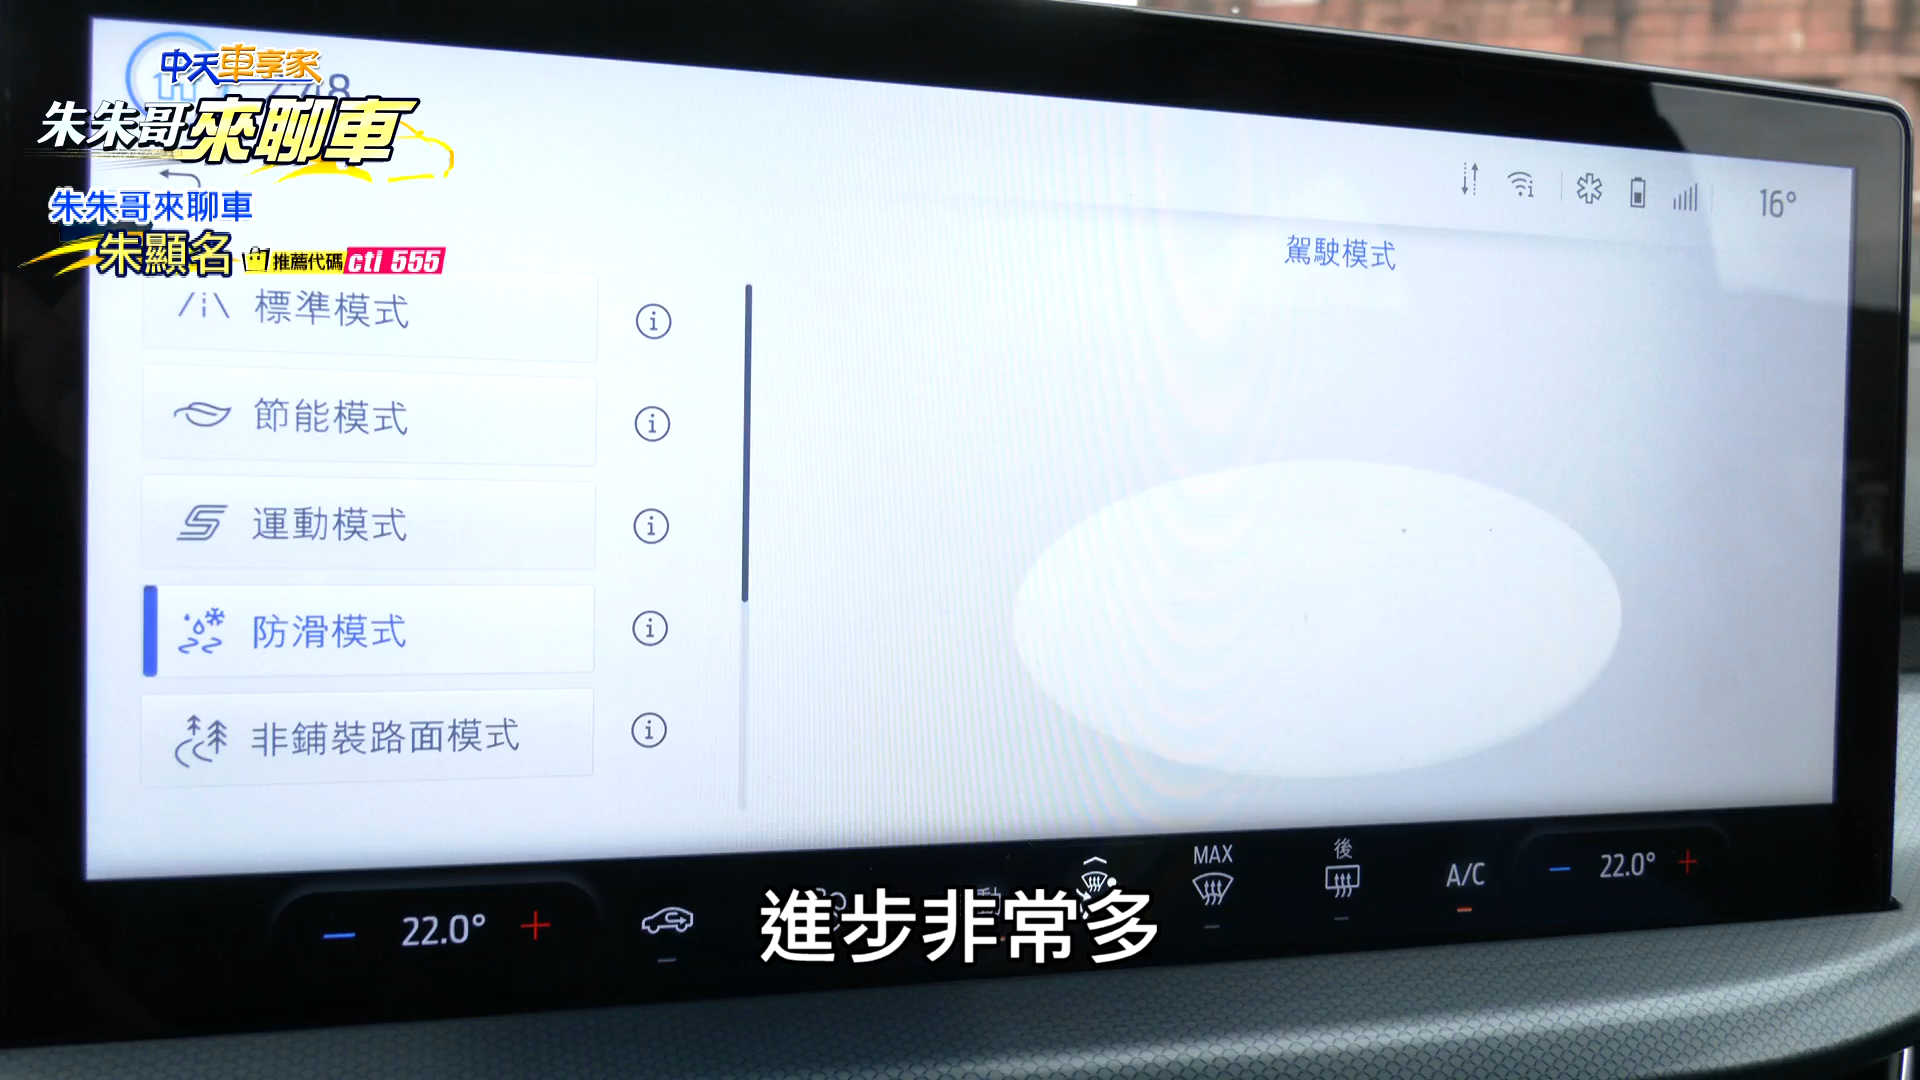 中天車享家
朱朱哥來聊車
朱朱哥來聊車
朱顯名 推薦代碼 cti 555
16°
駕駛模式
標準模式
節能模式
運動模式
防滑模式
非鋪裝路面模式
MAX
後
A/C
22.0°
22.0°
進步非常多